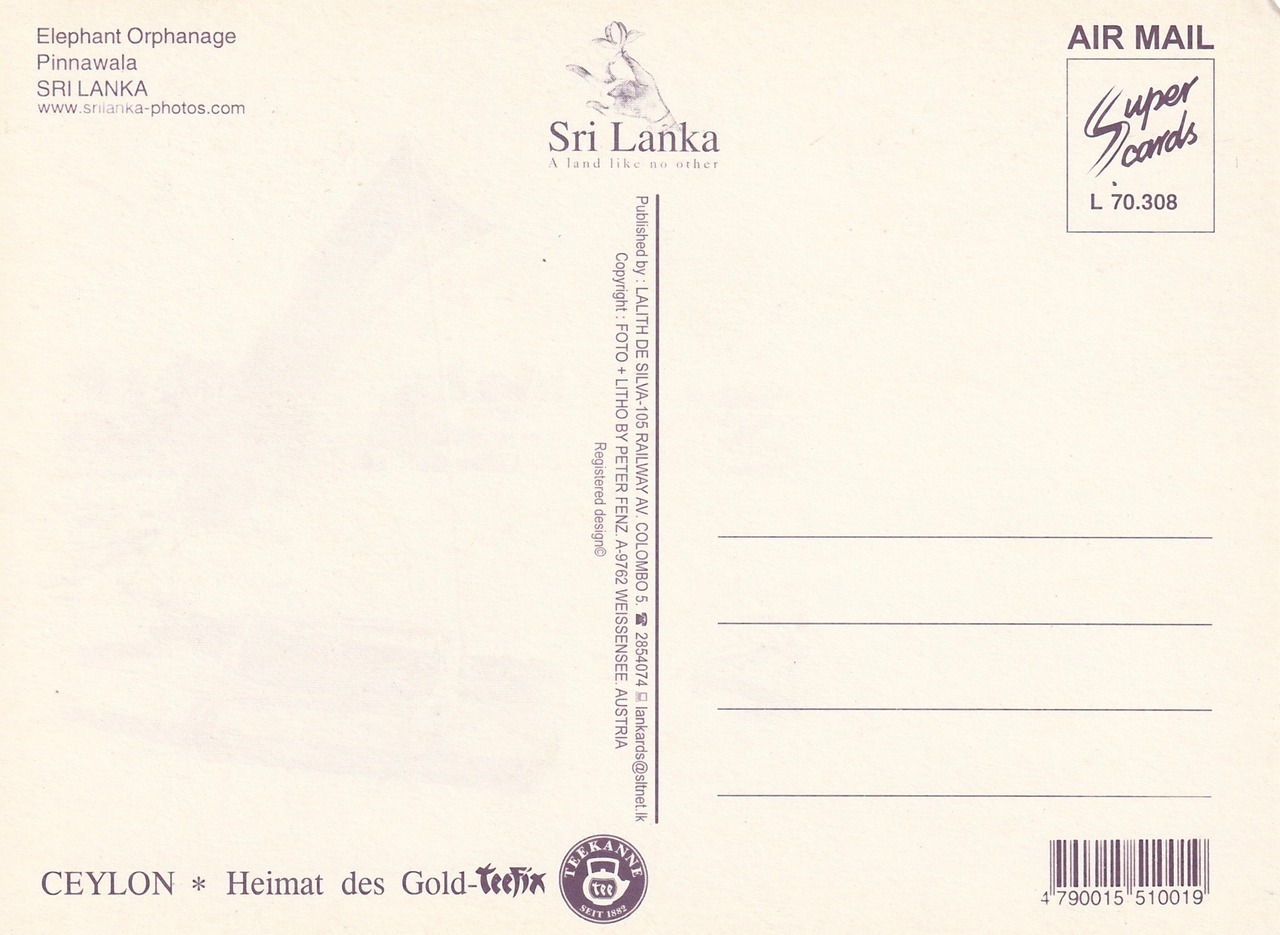 Elephant Orphanage
Pinnawala
SRI LANKA
www.srilanka-photos.com
Sri Lanka
A land like no other
AIR MAIL
Super
cards
L 70.308
Published by : LALITH DE SILVA-105 RAILWAY AV. COLOMBO 5. ☎ 2854074 💻 lankards@sltnet.lk
Copyright : FOTO + LITHO BY PETER FENZ. A-9762 WEISSENSEE. AUSTRIA
Registered design©
CEYLON * Heimat des Gold-Teefix
TEEKANNE
tee
SEIT 1882
4 790015 510019